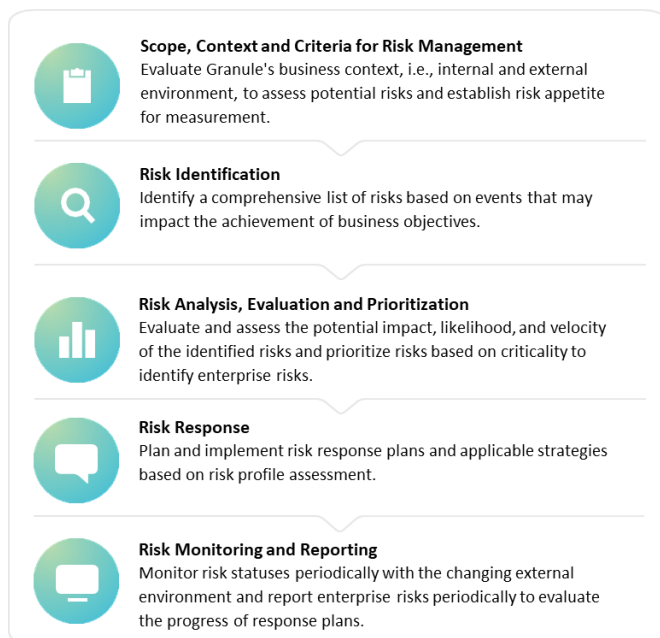 Scope, Context and Criteria for Risk Management
Evaluate Granule's business context, i.e., internal and external
environment, to assess potential risks and establish risk appetite
for measurement.
Risk Identification
Identify a comprehensive list of risks based on events that may
impact the achievement of business objectives.
Risk Analysis, Evaluation and Prioritization
Evaluate and assess the potential impact, likelihood, and velocity
of the identified risks and prioritize risks based on criticality to
identify enterprise risks.
Risk Response
Plan and implement risk response plans and applicable strategies
based on risk profile assessment.
Risk Monitoring and Reporting
Monitor risk statuses periodically with the changing external
environment and report enterprise risks periodically to evaluate
the progress of response plans.